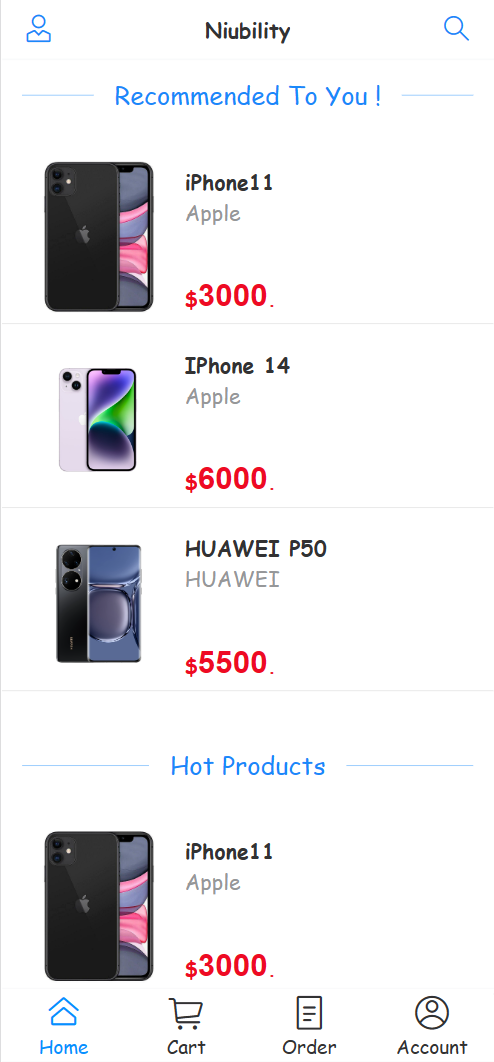 Niubility
Recommended To You !
iPhone11
Apple
$3000.
IPhone 14
Apple
$6000.
HUAWEI P50
HUAWEI
$5500.
Hot Products
iPhone11
Apple
$3000.
Home Cart Order Account